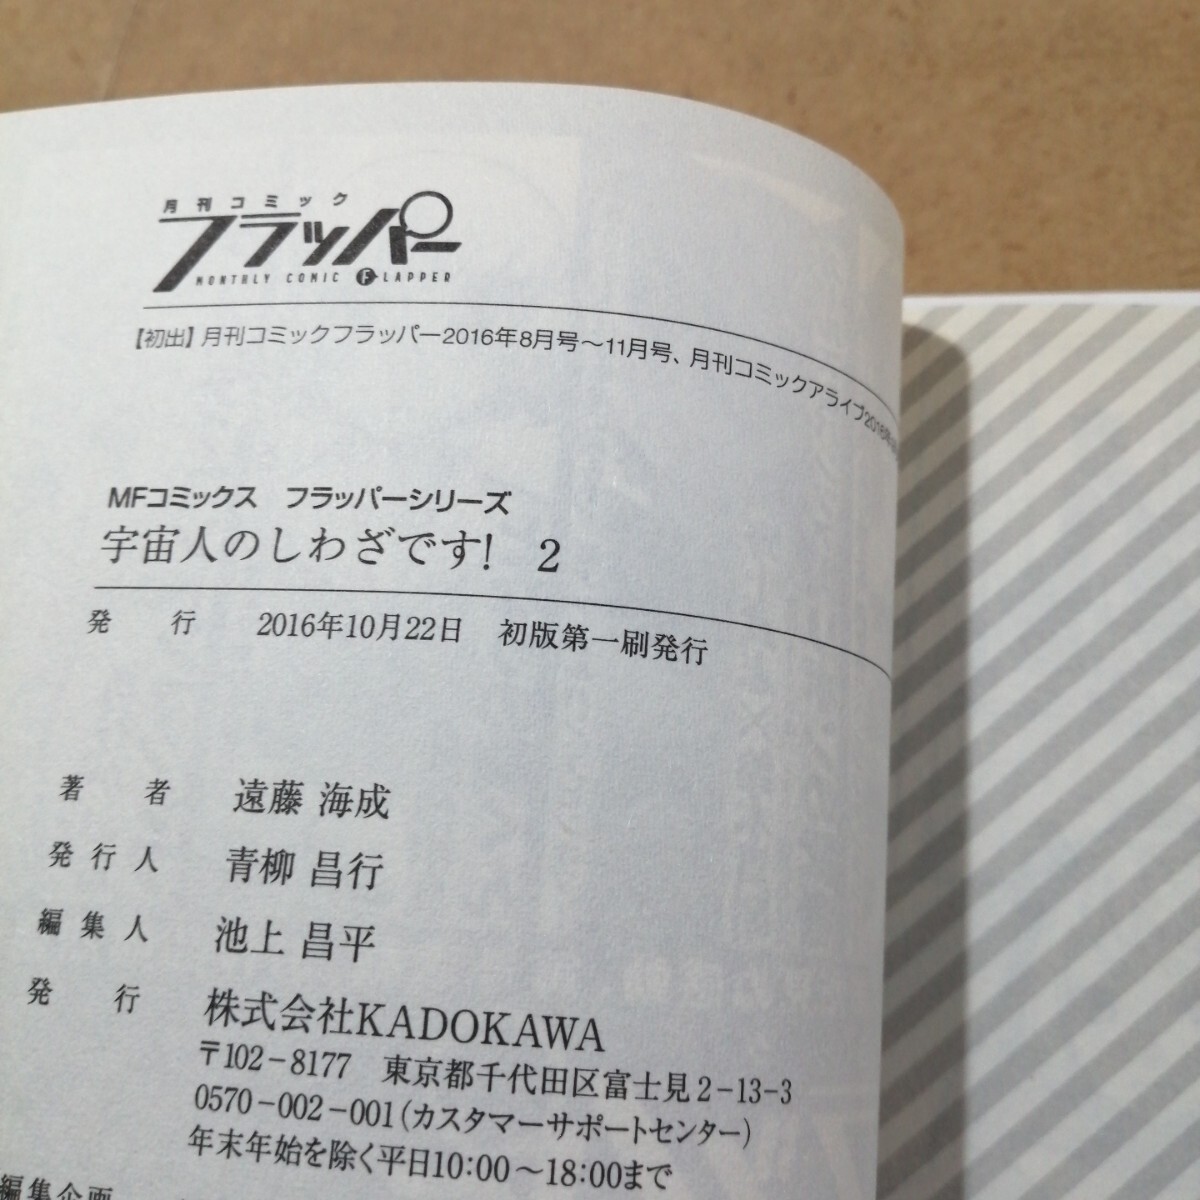 月刊コミック
フラッパー
MONTHLY COMIC FLAPPER
【初出】月刊コミックフラッパー2016年8月号～11月号、月刊コミックアライブ2016年
MFコミックス　フラッパーシリーズ
宇宙人のしわざです!　2
発　行　2016年10月22日　初版第一刷発行
著　者　遠藤 海成
発行人　青柳 昌行
編集人　池上 昌平
発　行　株式会社KADOKAWA
〒102-8177　東京都千代田区富士見2-13-3
0570-002-001(カスタマーサポートセンター)
年末年始を除く平日10:00～18:00まで
編集企画